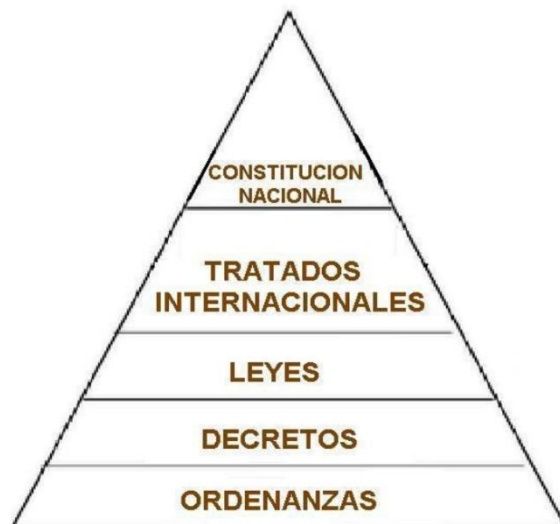 CONSTITUCION
NACIONAL
TRATADOS
INTERNACIONALES
LEYES
DECRETOS
ORDENANZAS